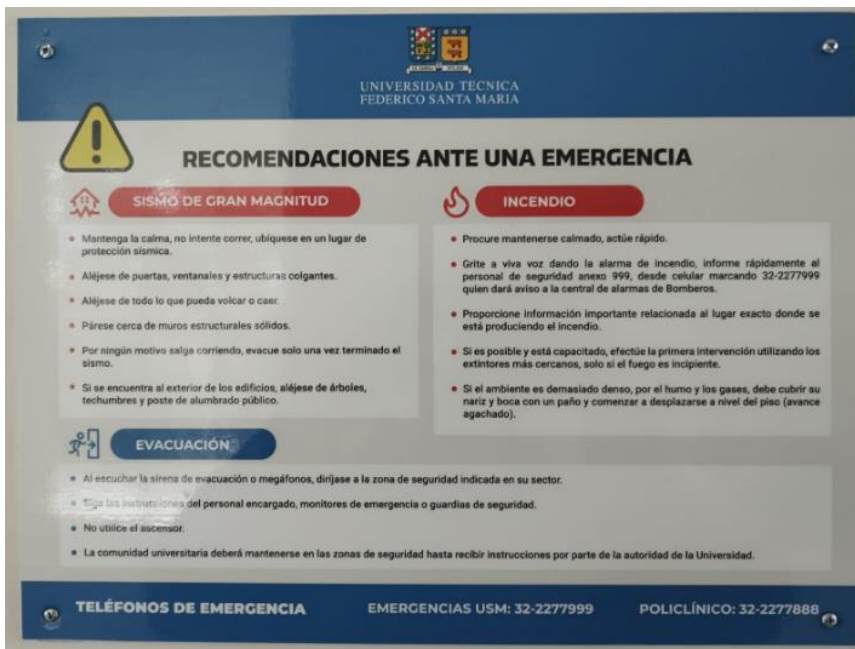 UNIVERSIDAD TECNICA
FEDERICO SANTA MARIA
RECOMENDACIONES ANTE UNA EMERGENCIA
SISMO DE GRAN MAGNITUD
Mantenga la calma, no intente correr, ubíquese en un lugar de
protección sísmica.
Aléjese de puertas, ventanales y estructuras colgantes.
Aléjese de todo lo que pueda volcar o caer.
Párese cerca de muros estructurales sólidos.
Por ningún motivo salga corriendo, evacue solo una vez terminado el
sismo.
Si se encuentra al exterior de los edificios, aléjese de árboles,
techumbres y poste de alumbrado público.
INCENDIO
Procure mantenerse calmado, actúe rápido.
Grite a viva voz dando la alarma de incendio, informe rápidamente al
personal de seguridad anexo 999, desde celular marcando 32-2277999
quien dará aviso a la central de alarmas de Bomberos.
Proporcione información importante relacionada al lugar exacto donde se
está produciendo el incendio.
Si es posible y está capacitado, efectúe la primera intervención utilizando los
extintores más cercanos, solo si el fuego es incipiente.
Si el ambiente es demasiado denso, por el humo y los gases, debe cubrir su
nariz y boca con un paño y comenzar a desplazarse a nivel del piso (avance
agachado).
EVACUACIÓN
Al escuchar la sirena de evacuación o megáfonos, diríjase a la zona de seguridad indicada en su sector.
Siga las instrucciones del personal encargado, monitores de emergencia o guardias de seguridad.
No utilice el ascensor.
La comunidad universitaria deberá mantenerse en las zonas de seguridad hasta recibir instrucciones por parte de la autoridad de la Universidad.
TELÉFONOS DE EMERGENCIA EMERGENCIAS USM: 32-2277999 POLICLÍNICO: 32-2277888